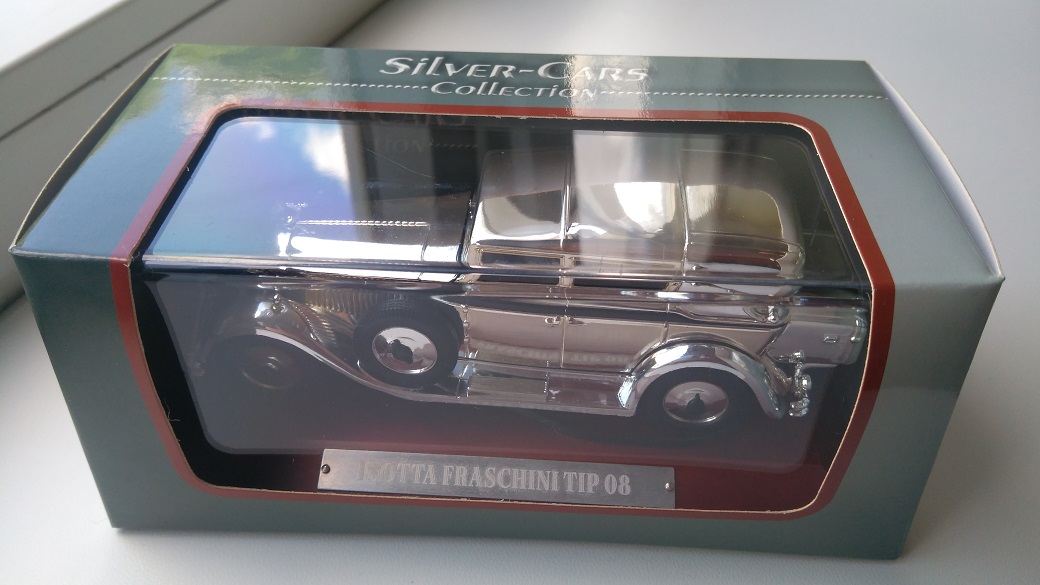 SILVER-CARS
COLLECTION
ISOTTA FRASCHINI TIP 08